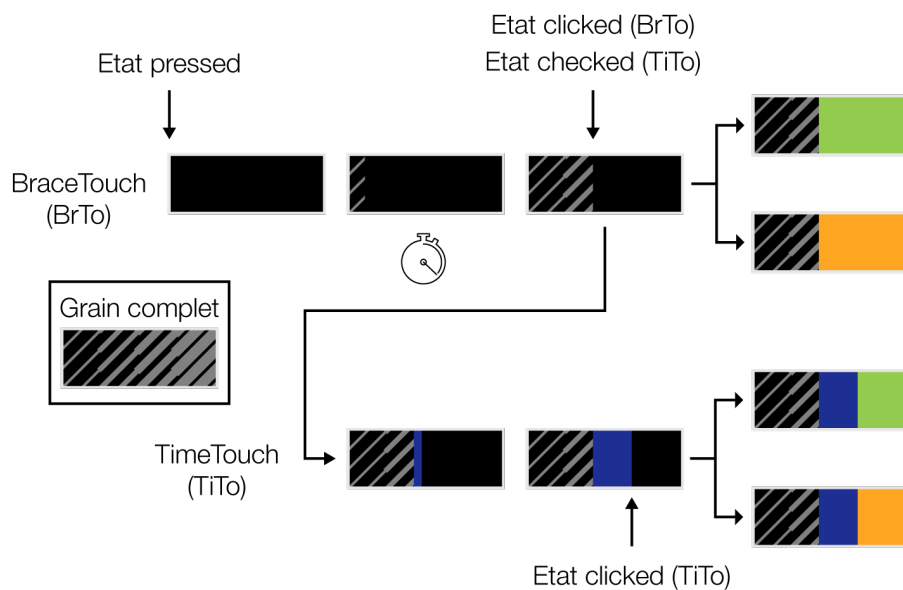 Etat clicked (BrTo)
Etat checked (TiTo)
Etat pressed
BraceTouch
(BrTo)
Grain complet
TimeTouch
(TiTo)
Etat clicked (TiTo)